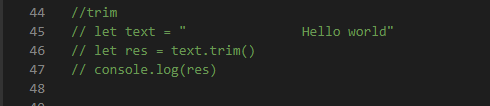 44 //trim
45 // let text = "                Hello world"
46 // let res = text.trim()
47 // console.log(res)
48